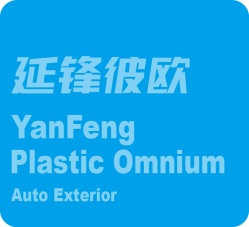 延锋彼欧
YanFeng
Plastic Omnium
Auto Exterior